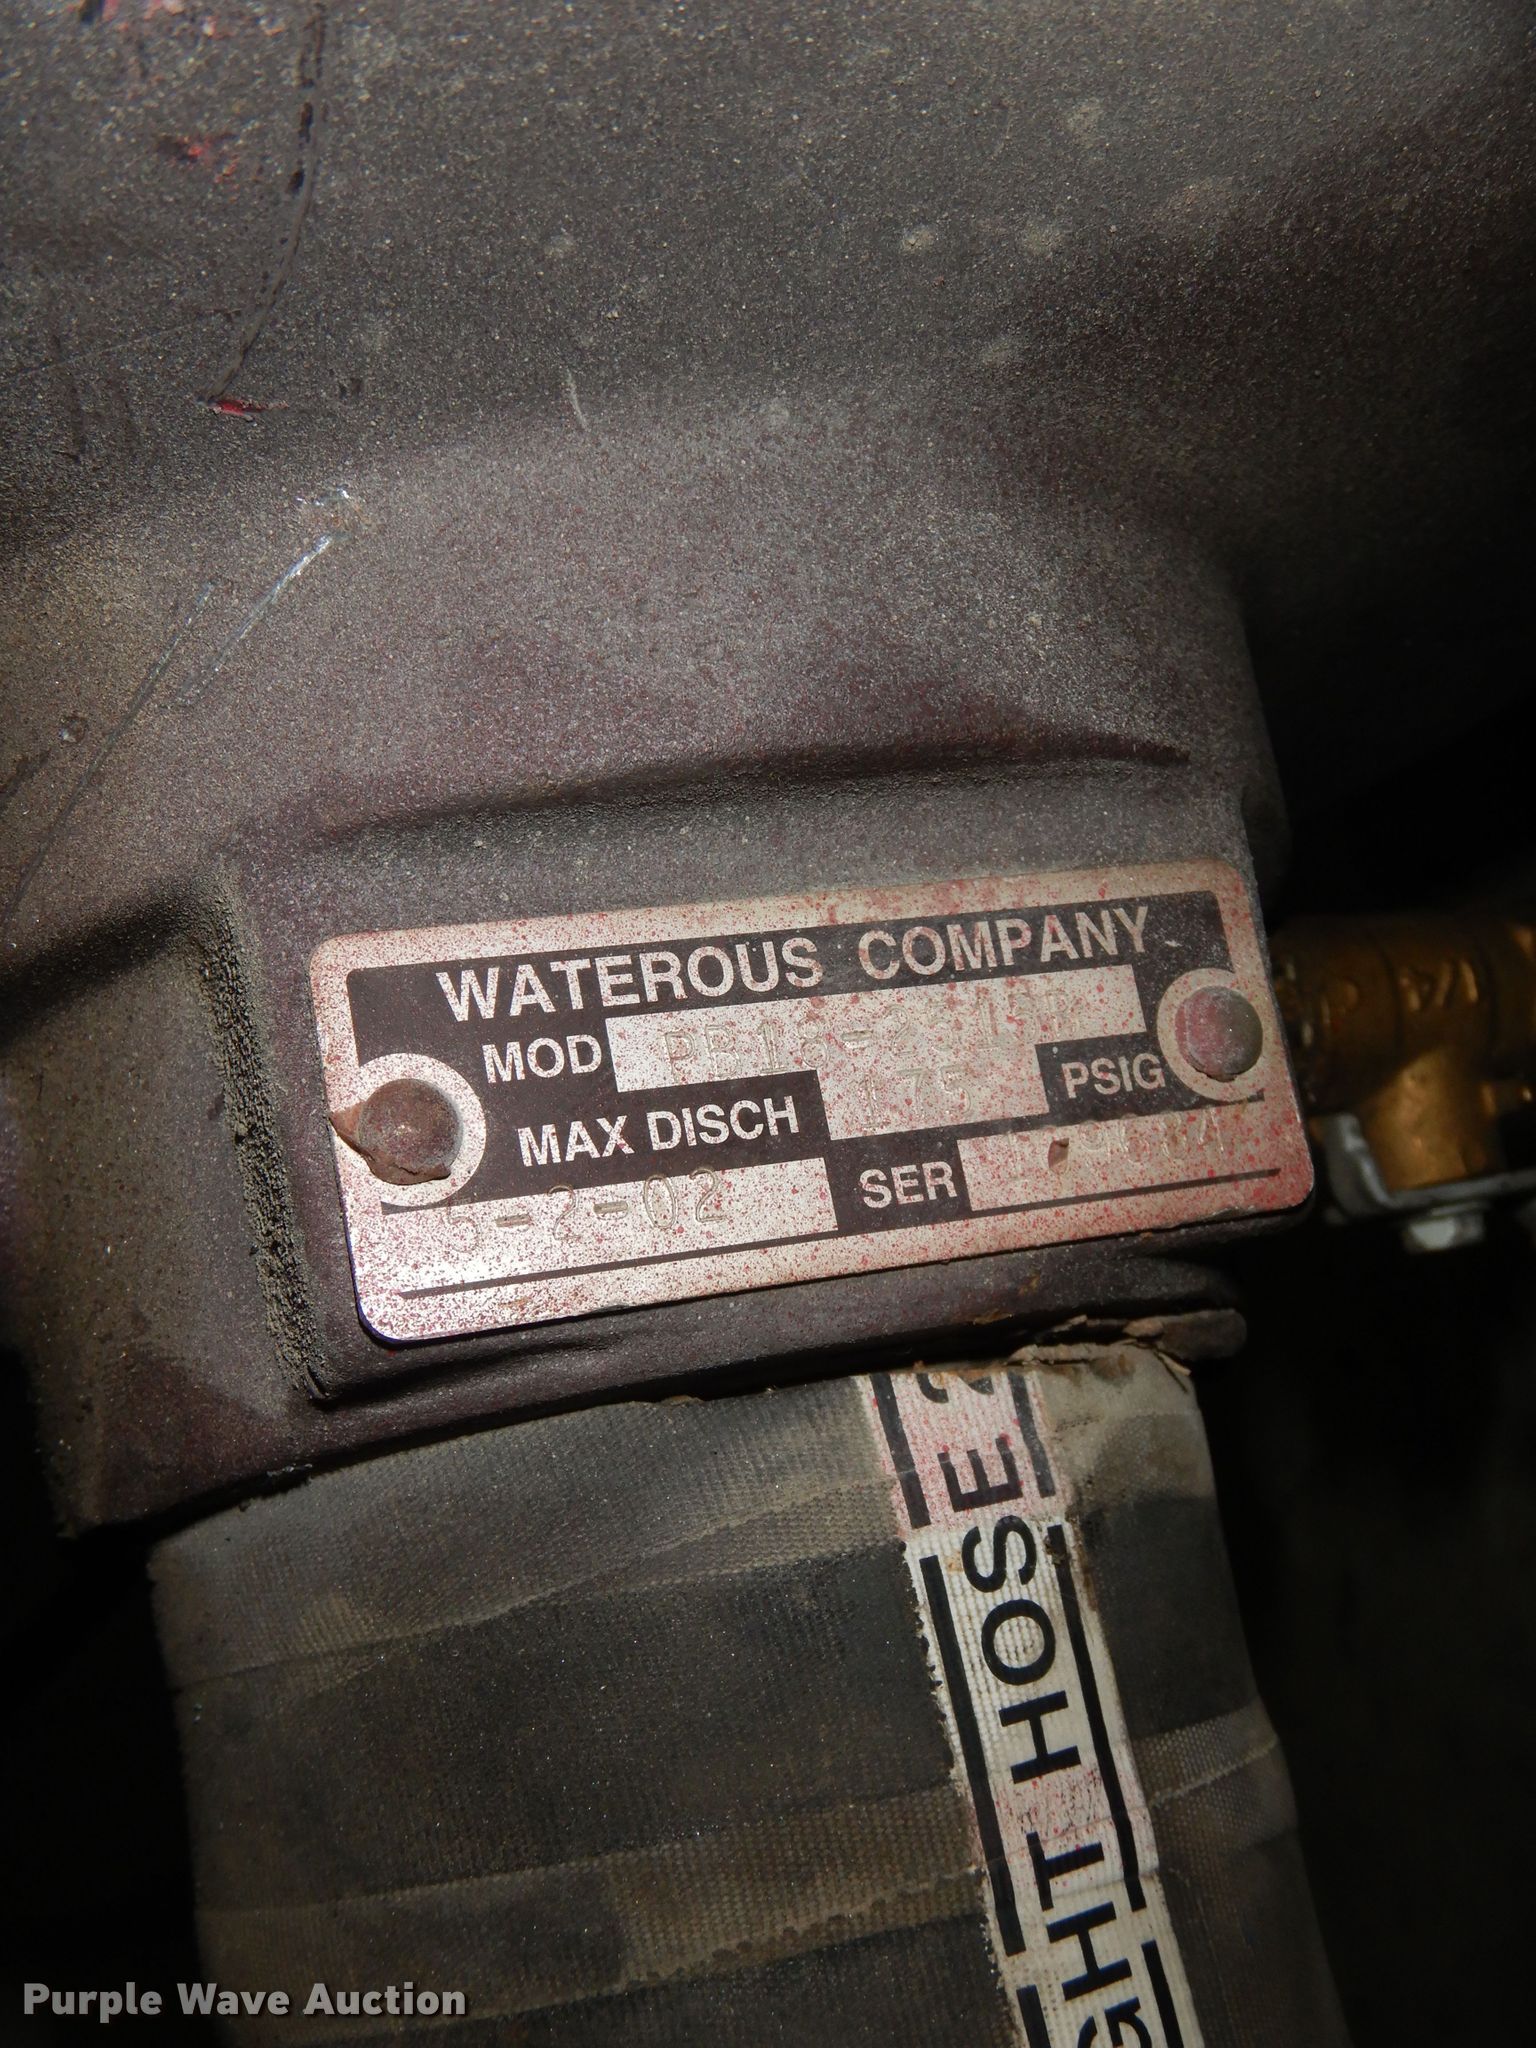 WATEROUS COMPANY
MOD
MAX DISCH 175 PSIG
5-2-02 SER
HOSE
Purple Wave Auction